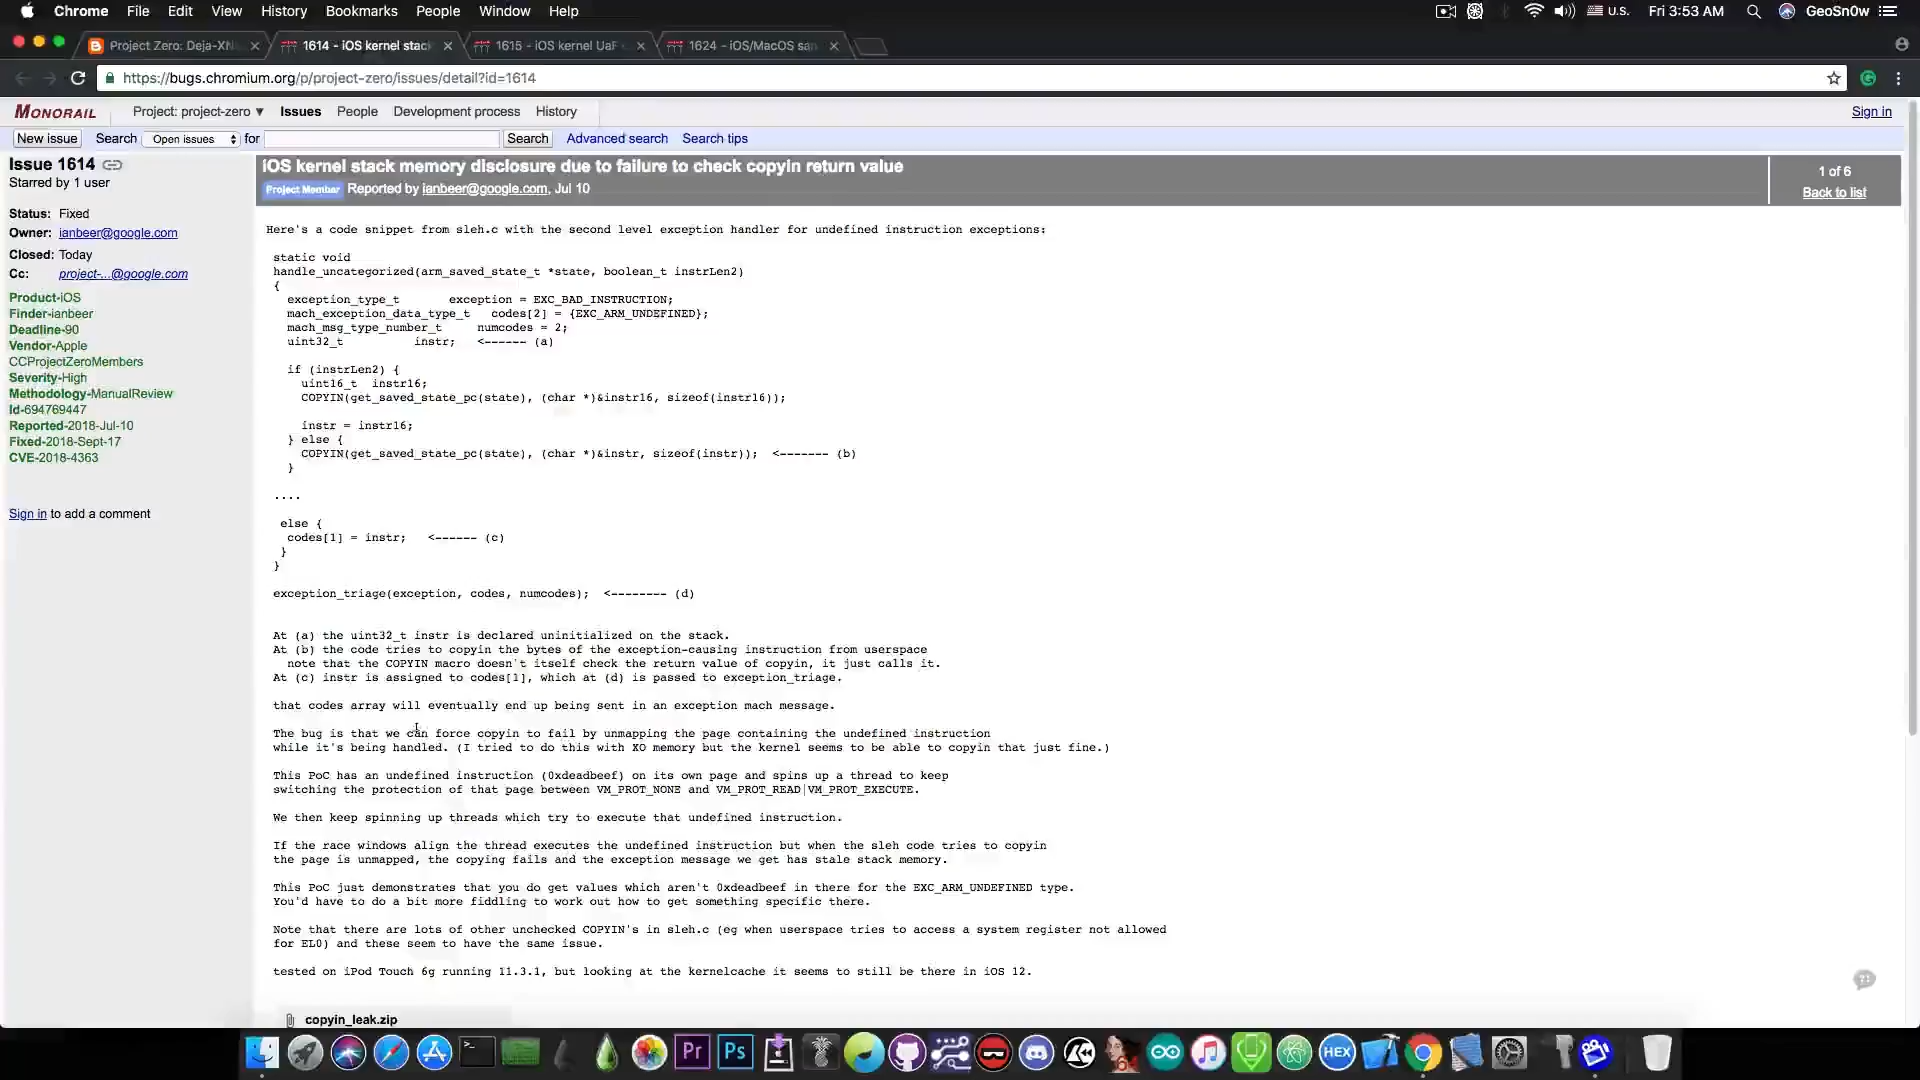 Chrome File Edit View History Bookmarks People Window Help
U.S. Fri 3:53 AM GeoSn0w
Project Zero: Deja-XN
1614 - iOS kernel stack
1615 - iOS kernel UaF
1624 - iOS/MacOS san
https://bugs.chromium.org/p/project-zero/issues/detail?id=1614
MONORAIL Project: project-zero ▼ Issues People Development process History
Sign in
New issue Search Open issues for Search Advanced search Search tips
Issue 1614
Starred by 1 user
Status: Fixed
Owner: ianbeer@google.com
Closed: Today
Cc: project-...@google.com
Product-iOS
Finder-ianbeer
Deadline-90
Vendor-Apple
CCProjectZeroMembers
Severity-High
Methodology-ManualReview
Id-694769447
Reported-2018-Jul-10
Fixed-2018-Sept-17
CVE-2018-4363
Sign in to add a comment
iOS kernel stack memory disclosure due to failure to check copyin return value
Project Member Reported by ianbeer@google.com, Jul 10
1 of 6
Back to list
Here's a code snippet from sleh.c with the second level exception handler for undefined instruction exceptions:
static void
handle_uncategorized(arm_saved_state_t *state, boolean_t instrLen2)
{
exception_type_t exception = EXC_BAD_INSTRUCTION;
mach_exception_data_type_t codes[2] = {EXC_ARM_UNDEFINED};
mach_msg_type_number_t numcodes = 2;
uint32_t instr; <------ (a)
if (instrLen2) {
uint16_t instr16;
COPYIN(get_saved_state_pc(state), (char *)&instr16, sizeof(instr16));
instr = instr16;
} else {
COPYIN(get_saved_state_pc(state), (char *)&instr, sizeof(instr)); <------- (b)
}
....
else {
codes[1] = instr; <------ (c)
}
}
exception_triage(exception, codes, numcodes); <-------- (d)
At (a) the uint32_t instr is declared uninitialized on the stack.
At (b) the code tries to copyin the bytes of the exception-causing instruction from userspace
note that the COPYIN macro doesn't itself check the return value of copyin, it just calls it.
At (c) instr is assigned to codes[1], which at (d) is passed to exception_triage.
that codes array will eventually end up being sent in an exception mach message.
The bug is that we can force copyin to fail by unmapping the page containing the undefined instruction
while it's being handled. (I tried to do this with XO memory but the kernel seems to be able to copyin that just fine.)
This PoC has an undefined instruction (0xdeadbeef) on its own page and spins up a thread to keep
switching the protection of that page between VM_PROT_NONE and VM_PROT_READ|VM_PROT_EXECUTE.
We then keep spinning up threads which try to execute that undefined instruction.
If the race windows align the thread executes the undefined instruction but when the sleh code tries to copyin
the page is unmapped, the copying fails and the exception message we get has stale stack memory.
This PoC just demonstrates that you do get values which aren't 0xdeadbeef in there for the EXC_ARM_UNDEFINED type.
You'd have to do a bit more fiddling to work out how to get something specific there.
Note that there are lots of other unchecked COPYIN's in sleh.c (eg when userspace tries to access a system register not allowed
for EL0) and these seem to have the same issue.
tested on iPod Touch 6g running 11.3.1, but looking at the kernelcache it seems to still be there in iOS 12.
copyin_leak.zip
Pr Ps HEX